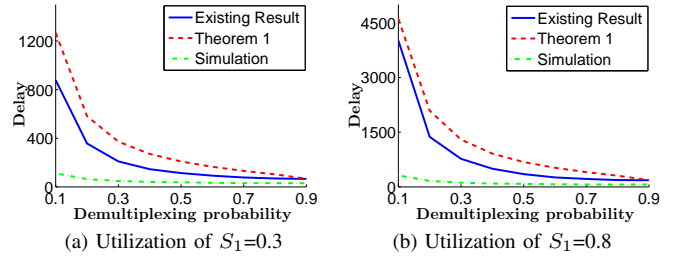 Existing Result
Theorem 1
Simulation
Delay
1200
800
400
0
0.1 0.3 0.5 0.7 0.9
Demultiplexing probability
(a) Utilization of S₁=0.3
Existing Result
Theorem 1
Simulation
Delay
4500
3000
1500
0
0.1 0.3 0.5 0.7 0.9
Demultiplexing probability
(b) Utilization of S₁=0.8